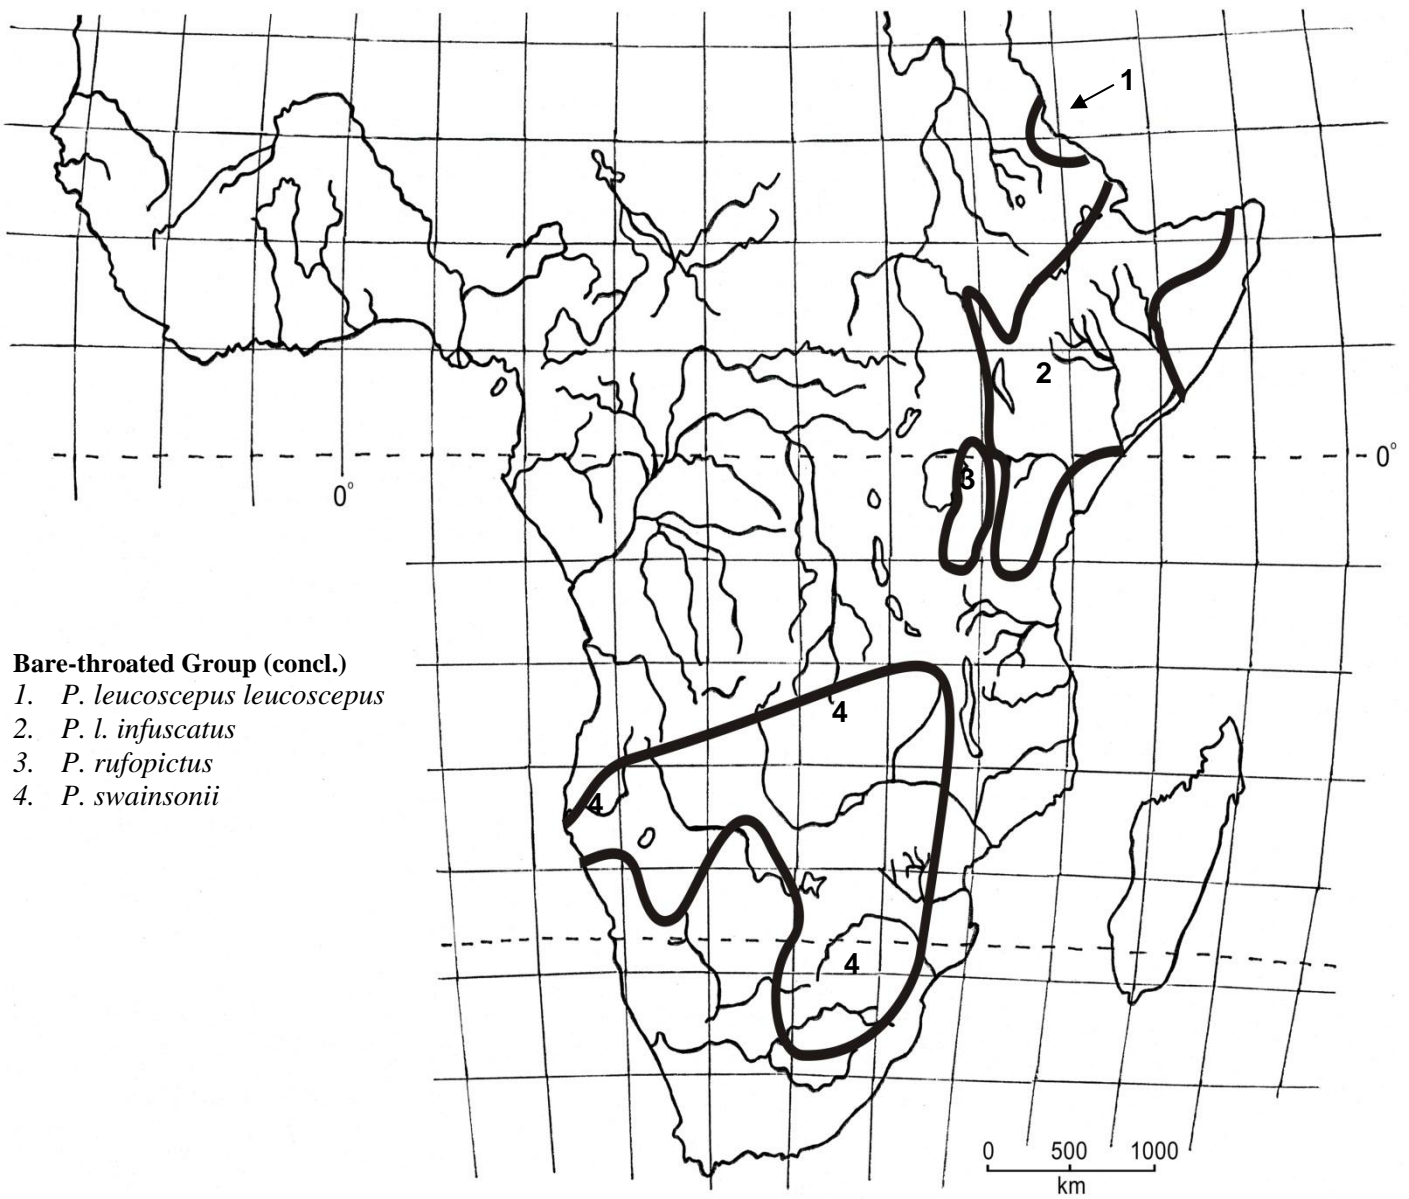 1
2
0°
0°
3
Bare-throated Group (concl.)
1. P. leucoscepus leucoscepus
2. P. l. infuscatus
3. P. rufopictus
4. P. swainsonii
4
4
4
0 500 1000
km